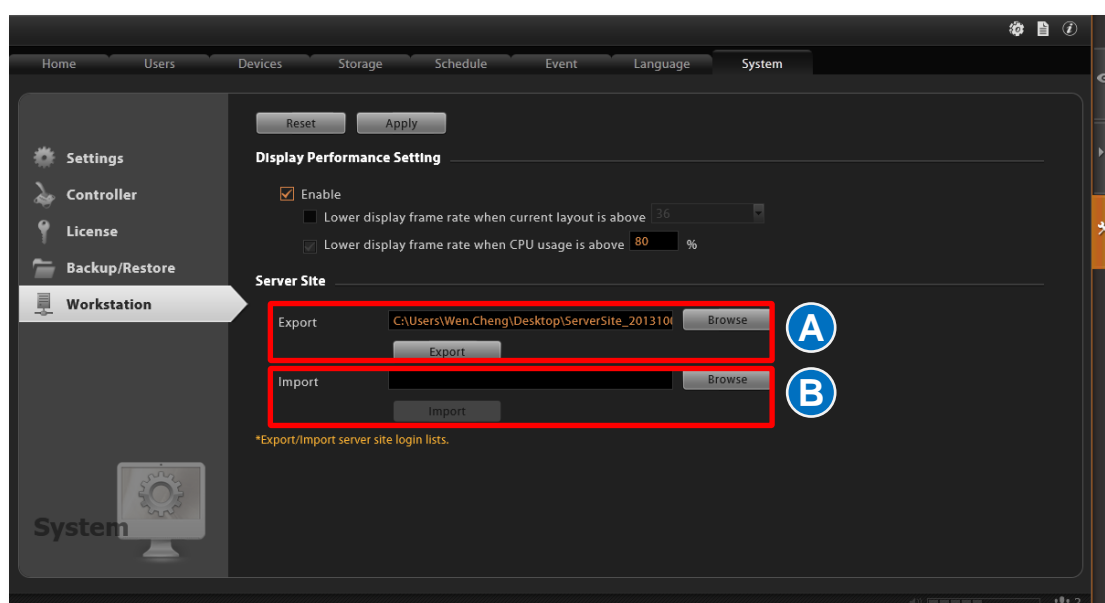 Home Users Devices Storage Schedule Event Language System
Reset Apply
Display Performance Setting
Settings
Enable
Controller
Lower display frame rate when current layout is above 36
License
Lower display frame rate when CPU usage is above 80 %
Backup/Restore
Server Site
Workstation
Export C:\Users\Wen.Cheng\Desktop\ServerSite_201310 Browse
A
Export
Import Browse
B
Import
*Export/Import server site login lists.
System